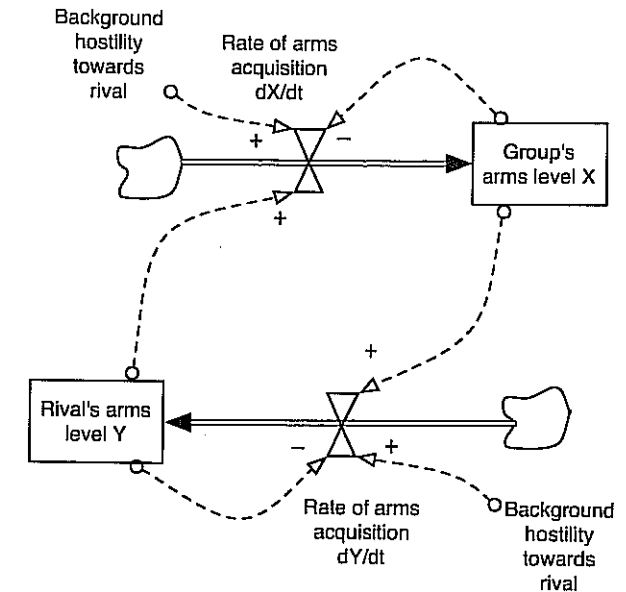 Background
hostility
towards
rival
Rate of arms
acquisition
dX/dt
+
−
Group's
arms level X
+
+
Rival's arms
level Y
−
+
Rate of arms
acquisition
dY/dt
Background
hostility
towards
rival